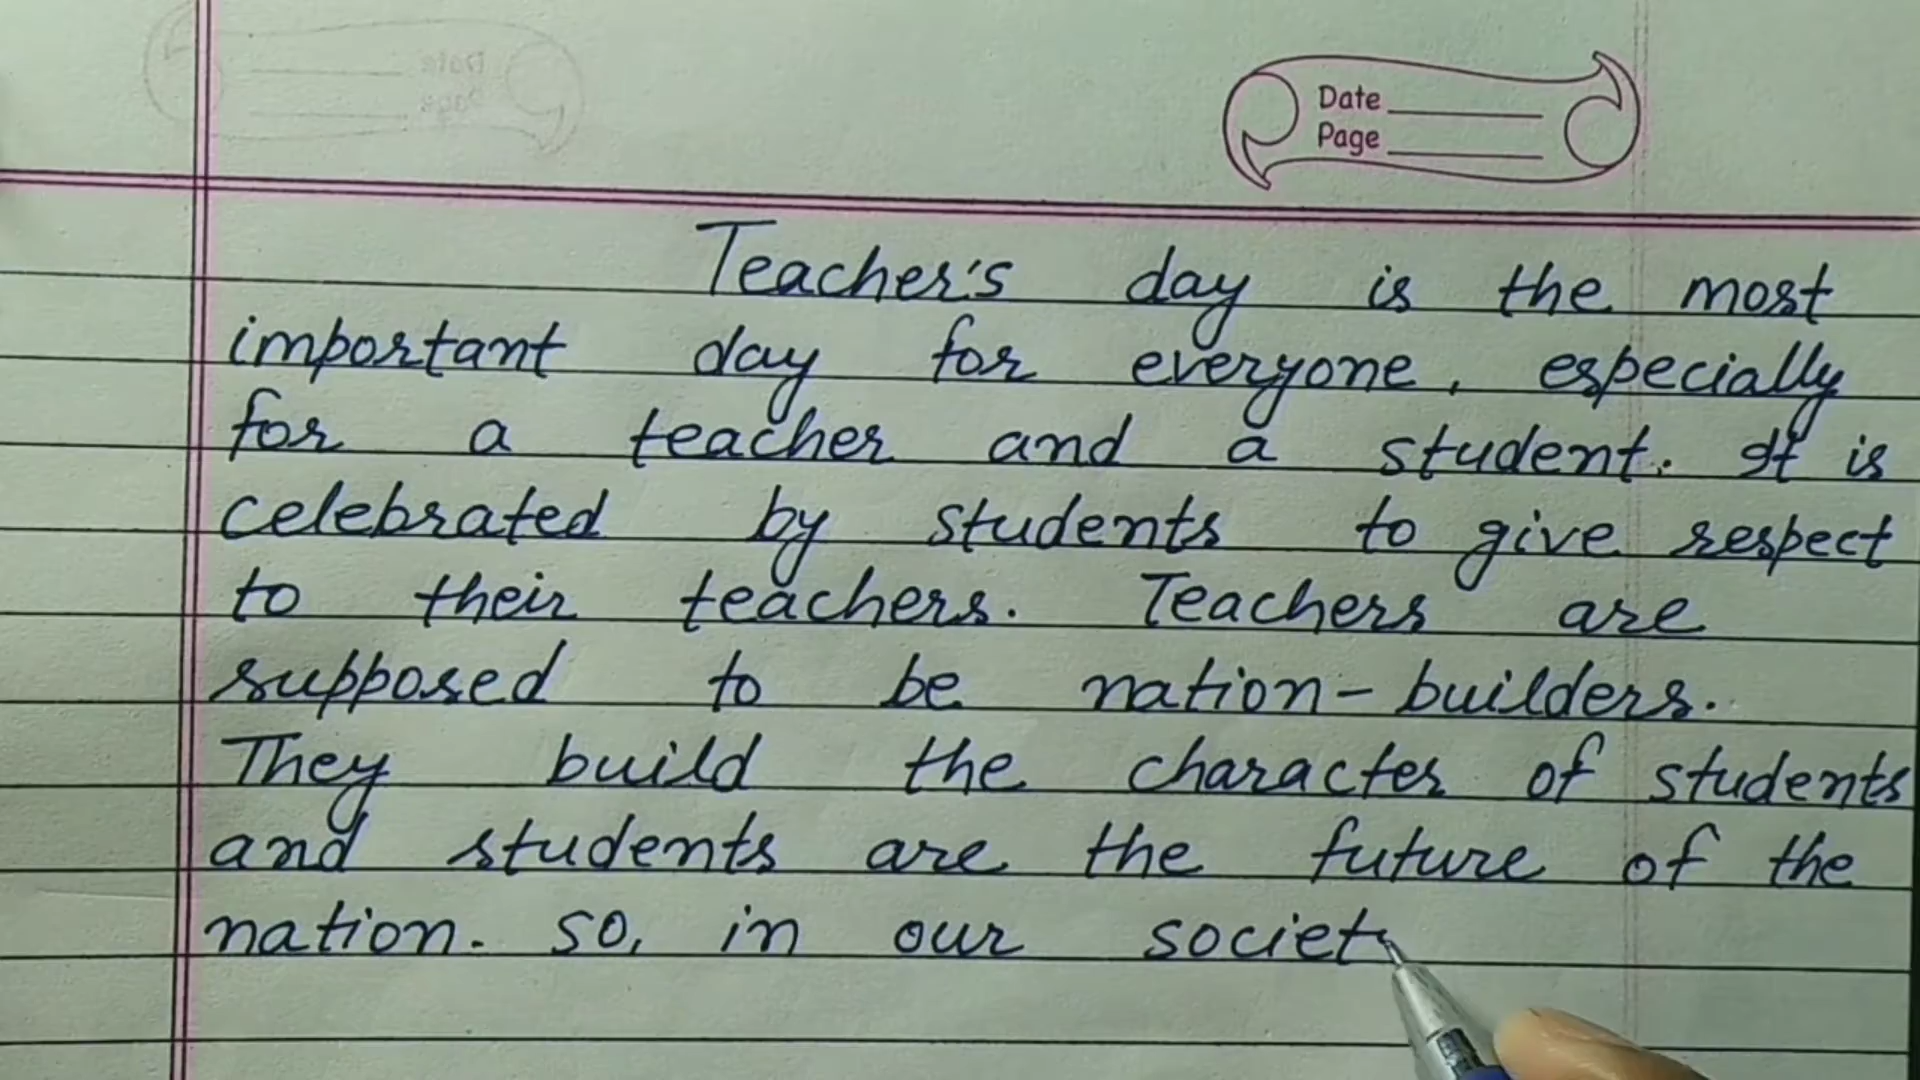 Date
Page
Teacher's day is the most
important day for everyone, especially
for a teacher and a student. It is
celebrated by students to give respect
to their teachers. Teachers are
supposed to be nation-builders.
They build the character of students
and students are the future of the
nation. So, in our societ